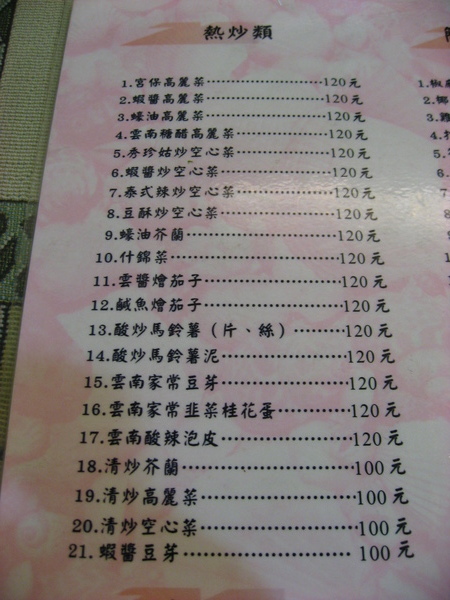 熱炒類
1.宮保高麗菜························120元
2.蝦醬高麗菜························120元
3.蠔油高麗菜························120元
4.雲南糖醋高麗菜··················120元
5.秀珍姑炒空心菜··················120元
6.蝦醬炒空心菜·····················120元
7.泰式辣炒空心菜··················120元
8.豆酥炒空心菜·····················120元
9.蠔油芥蘭···························120元
10.什錦菜·····························120元
11.雲醬燴茄子························120元
12.鹹魚燴茄子························120元
13.酸炒馬鈴薯(片、絲)·········120元
14.酸炒馬鈴薯泥·····················120元
15.雲南家常豆芽·····················120元
16.雲南家常韭菜桂花蛋············120元
17.雲南酸辣泡皮·····················120元
18.清炒芥蘭···························100元
19.清炒高麗菜························100元
20.清炒空心菜························100元
21.蝦醬豆芽···························100元
1.椒
2.椰
3.雞